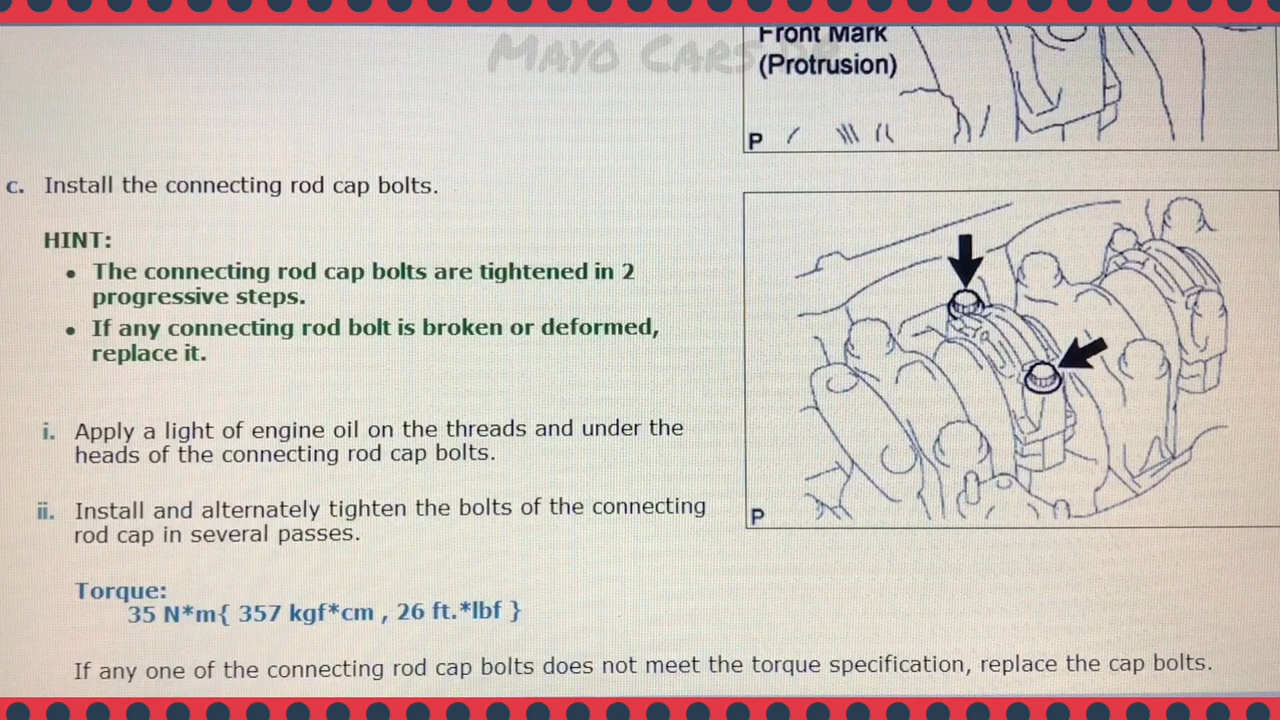 Mayo Cars
Front Mark
(Protrusion)
P
c. Install the connecting rod cap bolts.
HINT:
• The connecting rod cap bolts are tightened in 2
progressive steps.
• If any connecting rod bolt is broken or deformed,
replace it.
i. Apply a light of engine oil on the threads and under the
heads of the connecting rod cap bolts.
ii. Install and alternately tighten the bolts of the connecting
rod cap in several passes.
P
Torque:
35 N*m{ 357 kgf*cm , 26 ft.*lbf }
If any one of the connecting rod cap bolts does not meet the torque specification, replace the cap bolts.